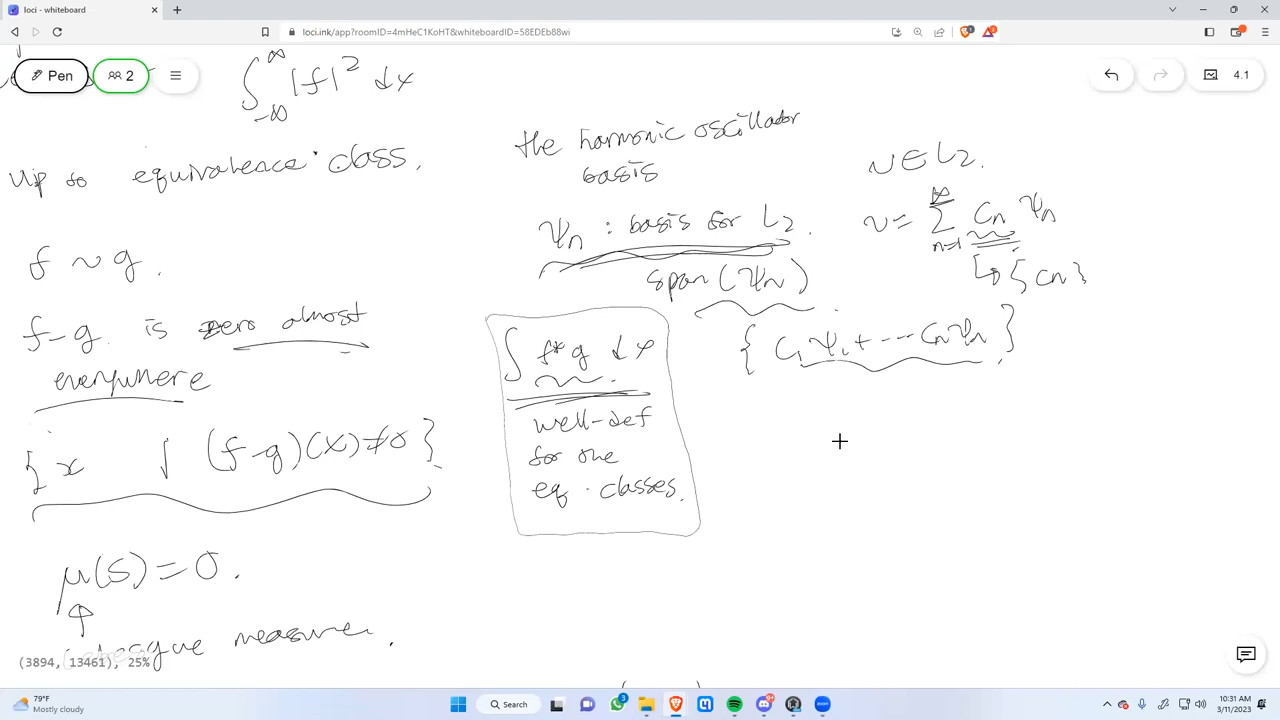 loci - whiteboard
loci.ink/app?roomID=4mHeC1KoHT&whiteboardID=58EDEb88wi
Pen
2
4.1
∫_{-∞}^{∞} |f|² dx
Up to equivalence class.
f ~ g.
f-g is zero almost
everywhere
{ x | (f-g)(x)≠0 }
μ(S) = 0.
measure.
the harmonic oscillator
basis
ψn : basis for L2.
span(ψn)
∫ f*g dx
well-def
for the
eq. classes.
v ∈ L2.
v = ∑_{n=1}^{∞} cn ψn
↳ {cn}
{ c1ψ1 + ... cnψn }
(3894, 13461), 25%
79°F
Mostly cloudy
Search
3
10:31 AM
3/11/2023